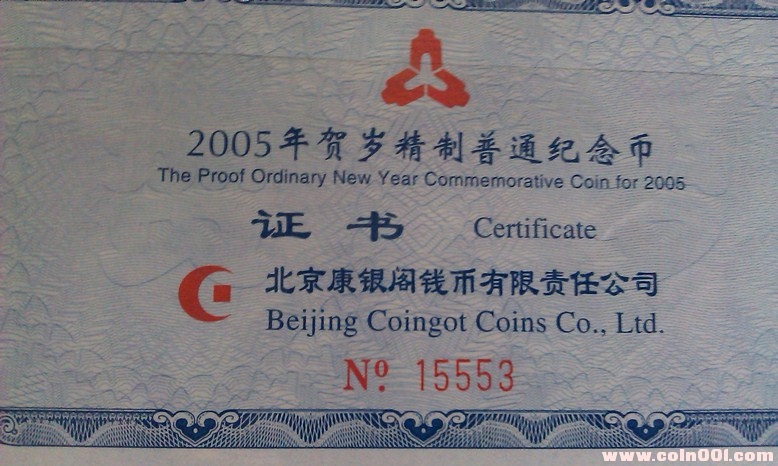 2005年贺岁精制普通纪念币
The Proof Ordinary New Year Commemorative Coin for 2005
证 书 Certificate
北京康银阁钱币有限责任公司
Beijing Coingot Coins Co., Ltd.
Nº. 15553
www.coin001.com